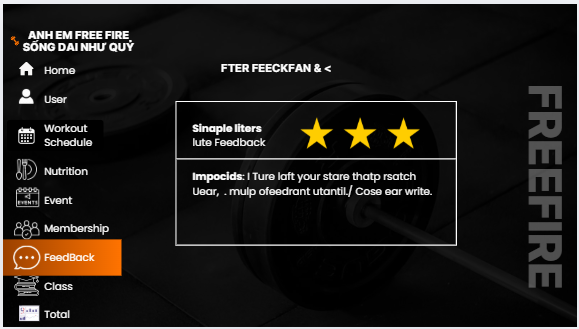 ANH EM FREE FIRE
SỐNG DAI NHƯ QUỶ
Home
User
Workout
Schedule
Nutrition
EVENTS
Event
Membership
FeedBack
Class
Total
FTER FEECKFAN & <
Sinaple liters
lute Feedback
Impocids: I Ture laft your stare thatp rsatch
Uear, . mulp ofeedrant utantil./ Cose ear write.
FREEFIRE